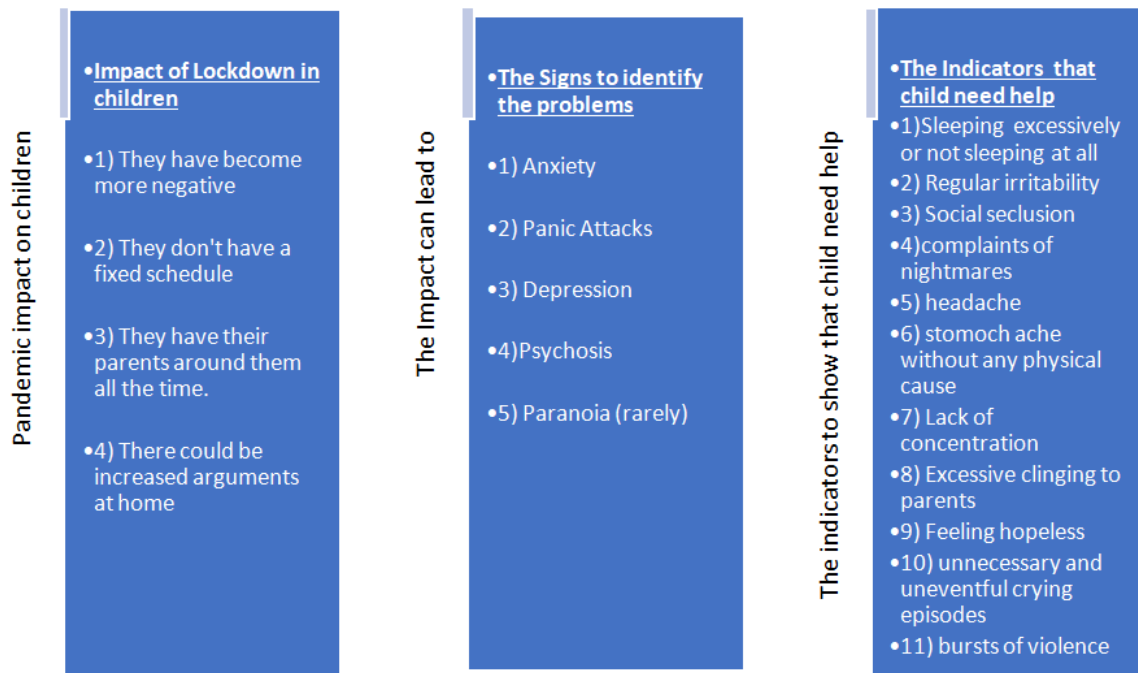 Pandemic impact on children
•Impact of Lockdown in
children
•1) They have become
more negative
•2) They don't have a
fixed schedule
•3) They have their
parents around them
all the time.
•4) There could be
increased arguments
at home
The Impact can lead to
•The Signs to identify
the problems
•1) Anxiety
•2) Panic Attacks
•3) Depression
•4)Psychosis
•5) Paranoia (rarely)
The indicators to show that child need help
•The Indicators that
child need help
•1)Sleeping excessively
or not sleeping at all
•2) Regular irritability
•3) Social seclusion
•4)complaints of
nightmares
•5) headache
•6) stomoch ache
without any physical
cause
•7) Lack of
concentration
•8) Excessive clinging to
parents
•9) Feeling hopeless
•10) unnecessary and
uneventful crying
episodes
•11) bursts of violence